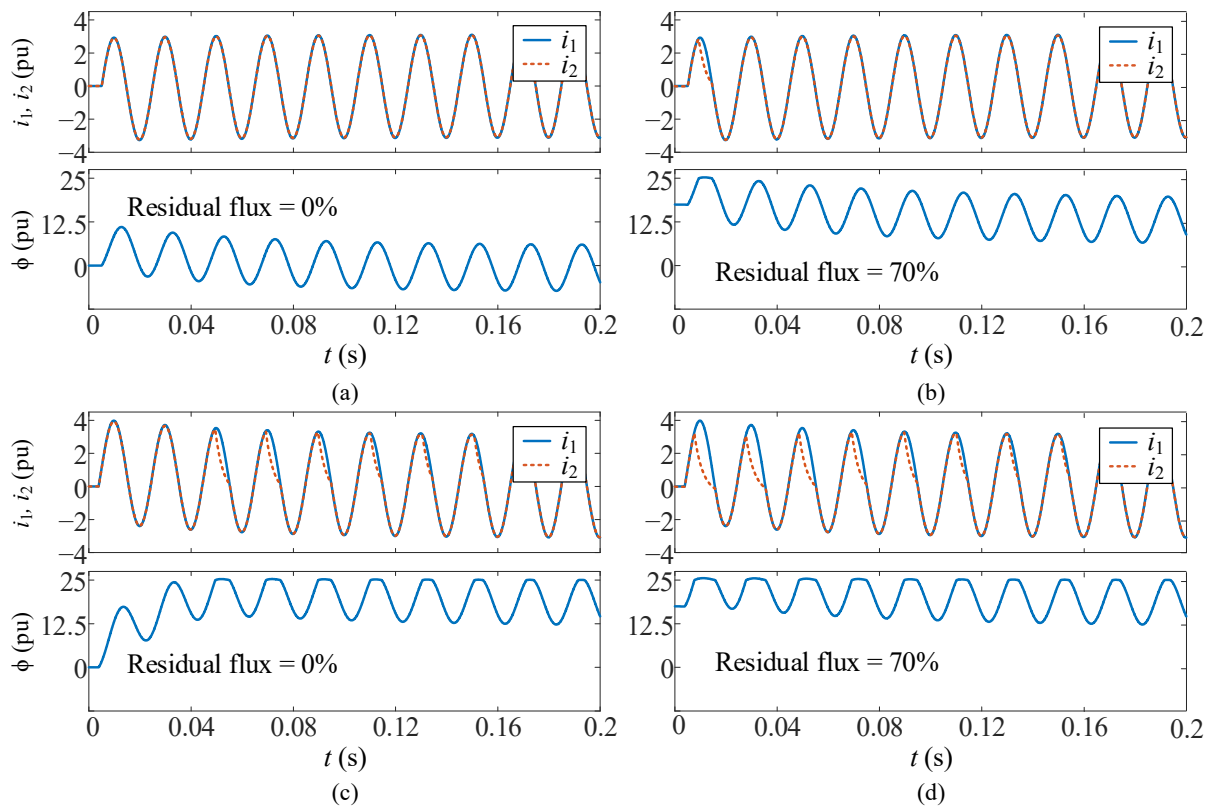 4
2
0
−2
−4
i₁, i₂ (pu)
i₁
i₂
25
12.5
0
ϕ (pu)
Residual flux = 0%
0 0.04 0.08 0.12 0.16 0.2
t (s)
(a)
4
2
0
−2
−4
i₁
i₂
25
12.5
0
Residual flux = 70%
0 0.04 0.08 0.12 0.16 0.2
t (s)
(b)
4
2
0
−2
−4
i₁, i₂ (pu)
i₁
i₂
25
12.5
0
ϕ (pu)
Residual flux = 0%
0 0.04 0.08 0.12 0.16 0.2
t (s)
(c)
4
2
0
−2
−4
i₁
i₂
25
12.5
0
Residual flux = 70%
0 0.04 0.08 0.12 0.16 0.2
t (s)
(d)